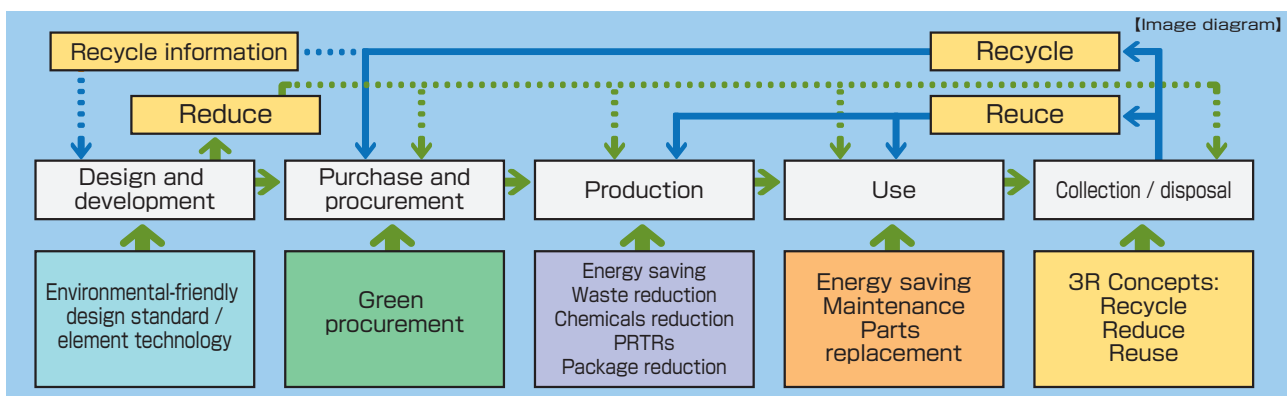 【Image diagram】
Recycle information
Recycle
Reduce
Reuce
Design and
development
Purchase and
procurement
Production
Use
Collection / disposal
Environmental-friendly
design standard /
element technology
Green
procurement
Energy saving
Waste reduction
Chemicals reduction
PRTRs
Package reduction
Energy saving
Maintenance
Parts
replacement
3R Concepts:
Recycle
Reduce
Reuse